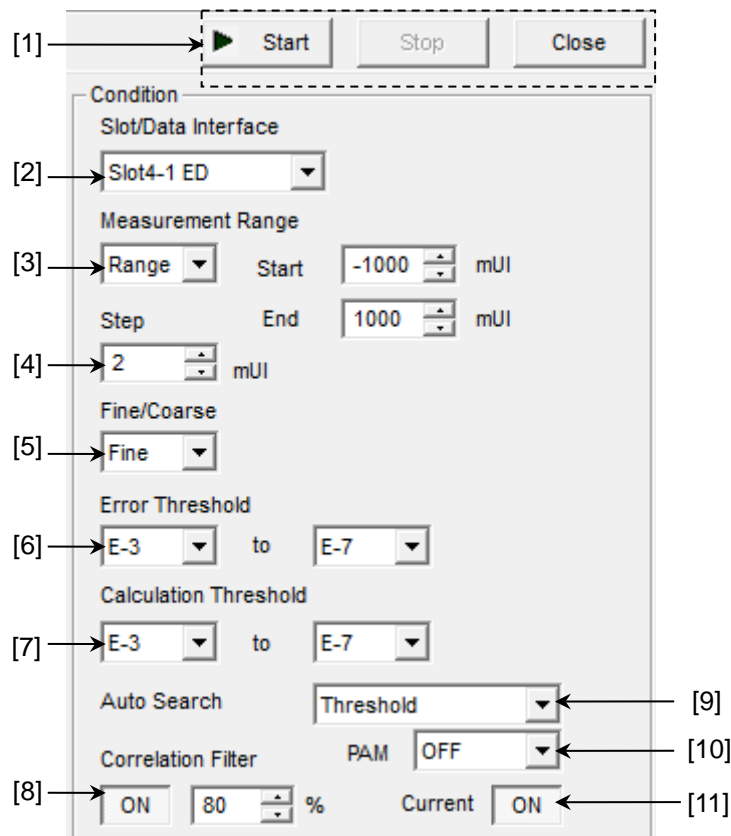 [1] Start Stop Close
Condition
Slot/Data Interface
[2] Slot4-1 ED
Measurement Range
[3] Range Start -1000 mUI
Step End 1000 mUI
[4] 2 mUI
Fine/Coarse
[5] Fine
Error Threshold
[6] E-3 to E-7
Calculation Threshold
[7] E-3 to E-7
Auto Search Threshold [9]
Correlation Filter PAM OFF [10]
[8] ON 80 % Current ON [11]